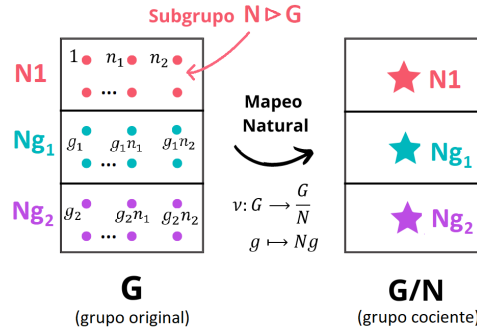 Subgrupo N ⊳ G
N1
1 n₁ n₂
...
Ng₁
g₁ g₁n₁ g₁n₂
...
Ng₂
g₂ g₂n₁ g₂n₂
...
Mapeo
Natural
ν: G → G/N
g ↦ Ng
N1
Ng₁
Ng₂
G
(grupo original)
G/N
(grupo cociente)